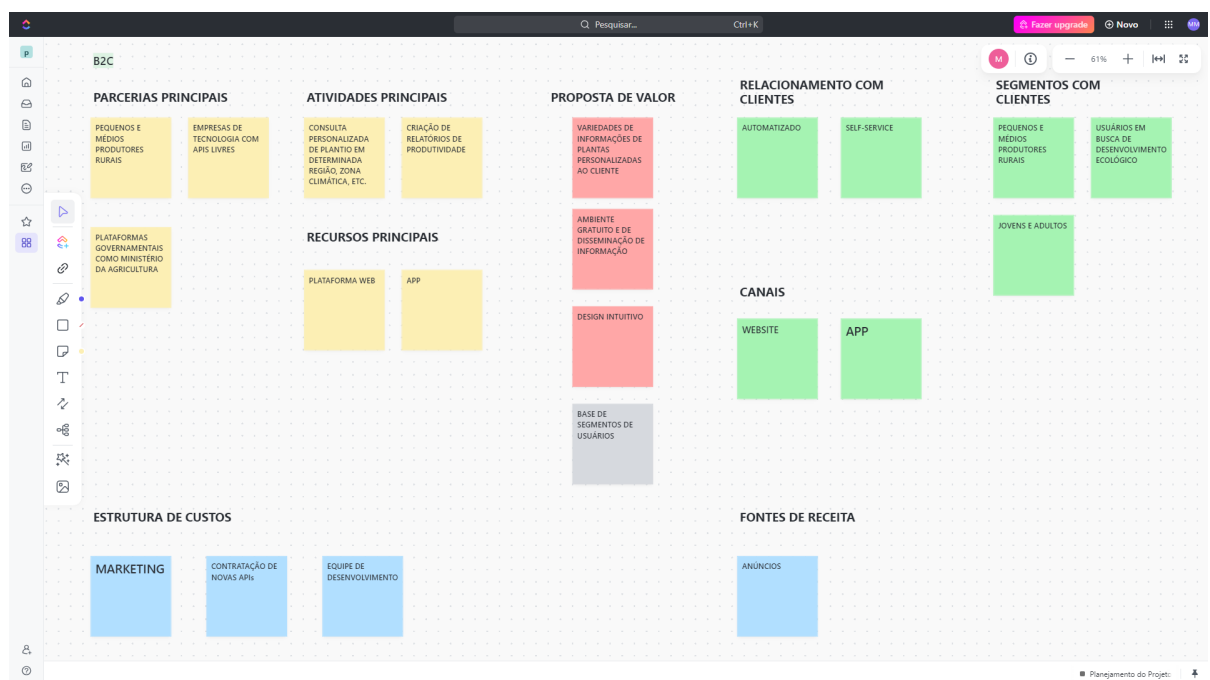 Pesquisar...
Ctrl+K
Fazer upgrade
Novo
MM
p
M
61%
B2C
PARCERIAS PRINCIPAIS
PEQUENOS E
MÉDIOS
PRODUTORES
RURAIS
EMPRESAS DE
TECNOLOGIA COM
APIS LIVRES
PLATAFORMAS
GOVERNAMENTAIS
COMO MINISTÉRIO
DA AGRICULTURA
ATIVIDADES PRINCIPAIS
CONSULTA
PERSONALIZADA
DE PLANTIO EM
DETERMINADA
REGIÃO, ZONA
CLIMÁTICA, ETC.
CRIAÇÃO DE
RELATÓRIOS DE
PRODUTIVIDADE
RECURSOS PRINCIPAIS
PLATAFORMA WEB
APP
PROPOSTA DE VALOR
VARIEDADES DE
INFORMAÇÕES DE
PLANTAS
PERSONALIZADAS
AO CLIENTE
AMBIENTE
GRATUITO E DE
DISSEMINAÇÃO DE
INFORMAÇÃO
DESIGN INTUITIVO
BASE DE
SEGMENTOS DE
USUÁRIOS
RELACIONAMENTO COM
CLIENTES
AUTOMATIZADO
SELF-SERVICE
CANAIS
WEBSITE
APP
SEGMENTOS COM
CLIENTES
PEQUENOS E
MÉDIOS
PRODUTORES
RURAIS
USUÁRIOS EM
BUSCA DE
DESENVOLVIMENTO
ECOLÓGICO
JOVENS E ADULTOS
ESTRUTURA DE CUSTOS
MARKETING
CONTRATAÇÃO DE
NOVAS APIs
EQUIPE DE
DESENVOLVIMENTO
FONTES DE RECEITA
ANÚNCIOS
Planejamento do Projetc